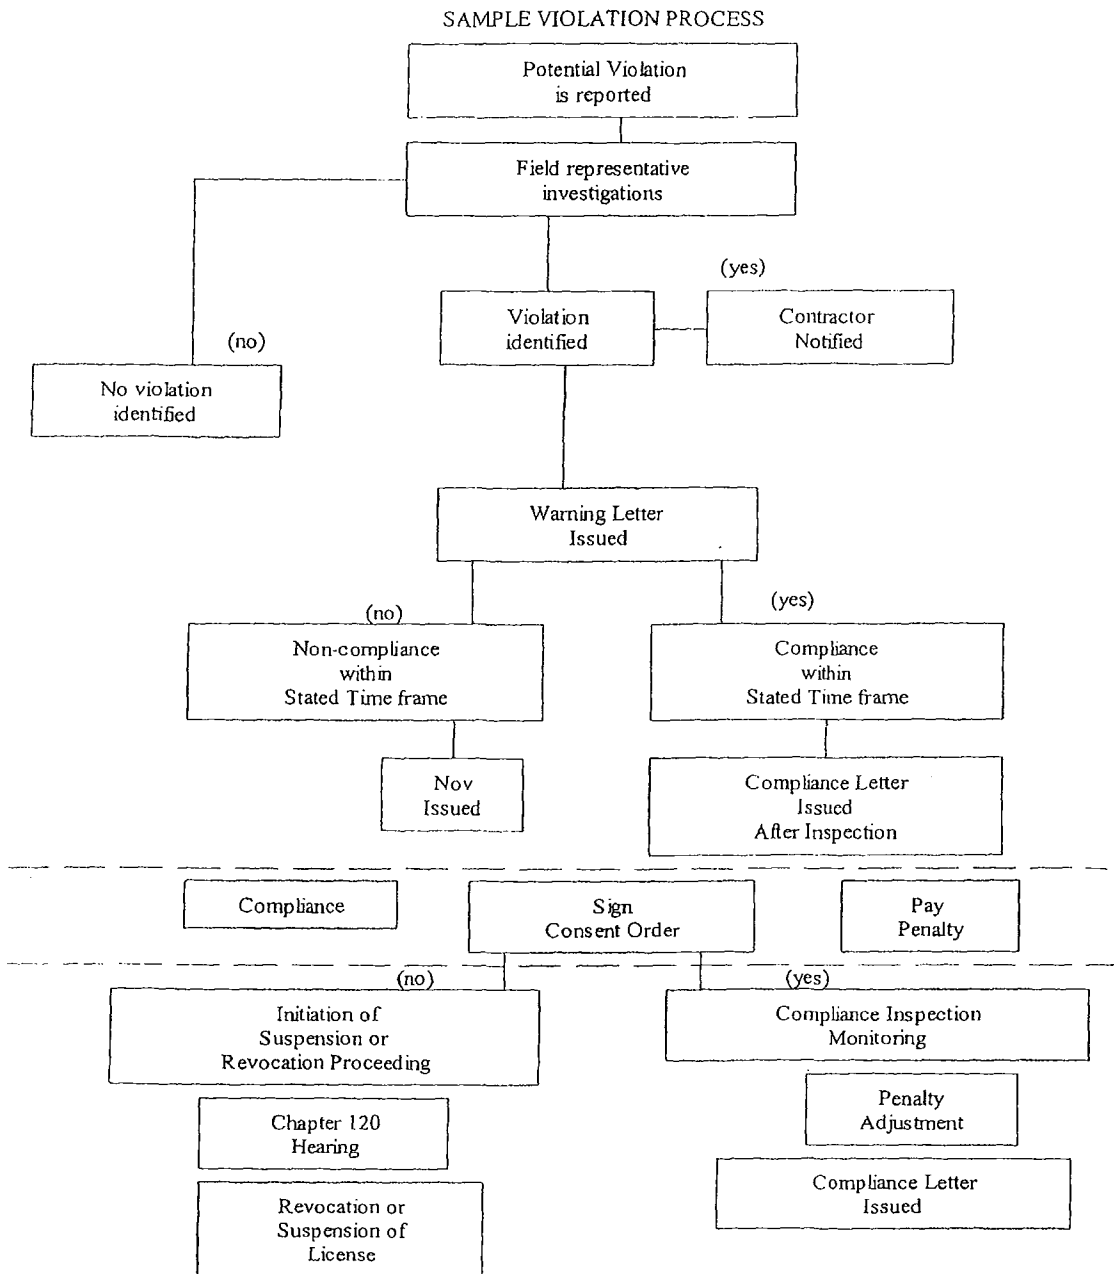 SAMPLE VIOLATION PROCESS
Potential Violation
is reported
Field representative
investigations
(yes)
Violation
identified
Contractor
Notified
(no)
No violation
identified
Warning Letter
Issued
(no)
(yes)
Non-compliance
within
Stated Time frame
Compliance
within
Stated Time frame
Nov
Issued
Compliance Letter
Issued
After Inspection
Compliance
Sign
Consent Order
Pay
Penalty
(no)
(yes)
Initiation of
Suspension or
Revocation Proceeding
Compliance Inspection
Monitoring
Chapter 120
Hearing
Penalty
Adjustment
Revocation or
Suspension of
License
Compliance Letter
Issued